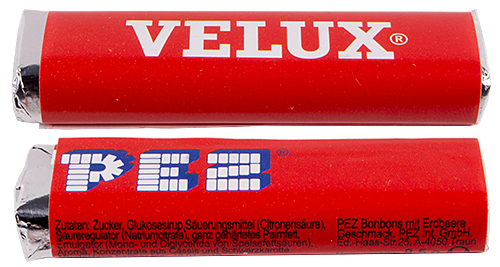 VELUX®
PEZ®
Zutaten: Zucker, Glukosesirup, Säuerungsmittel (Citronensäure),
Säureregulator (Natriumcitrate), ganz gehärtetes Palmfett,
Emulgator (Mono- und Diglyceride von Speisefettsäuren),
Aroma, Konzentrate aus Cassis und Schwarzkarotte
PEZ Bonbons mit Erdbeere
Geschmack. PEZ Int. GmbH,
Ed.-Haas-Str.25, A-4050 Traun